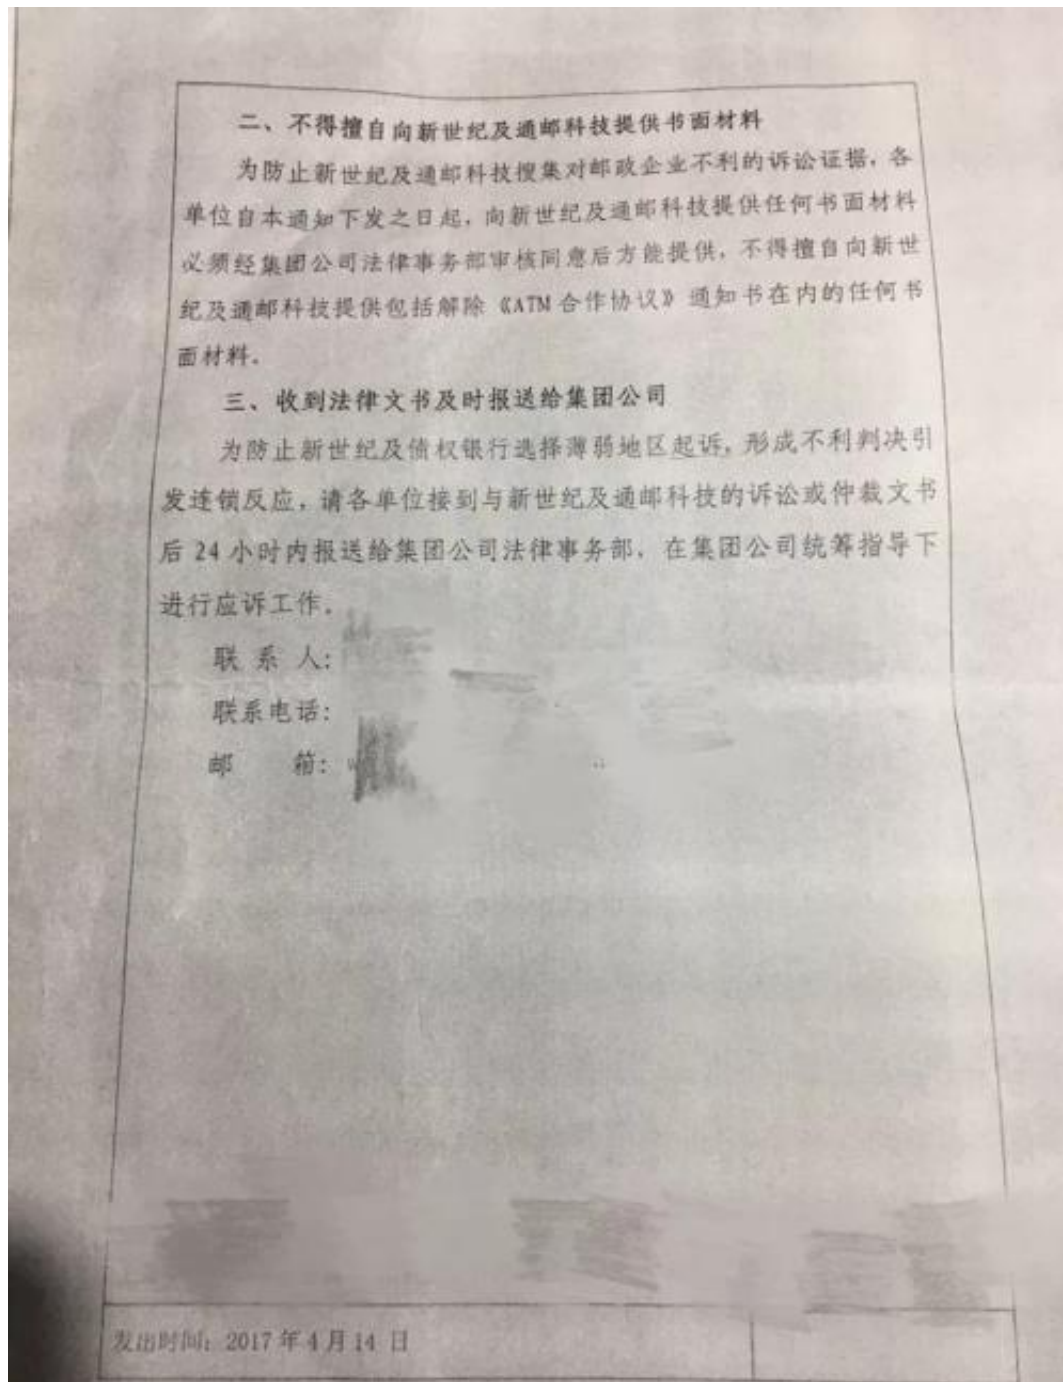 二、不得擅自向新世纪及通邮科技提供书面材料
为防止新世纪及通邮科技搜集对邮政企业不利的诉讼证据，各
单位自本通知下发之日起，向新世纪及通邮科技提供任何书面材料
必须经集团公司法律事务部审核同意后方能提供，不得擅自向新世
纪及通邮科技提供包括解除《ATM合作协议》通知书在内的任何书
面材料。
三、收到法律文书及时报送给集团公司
为防止新世纪及债权银行选择薄弱地区起诉，形成不利判决引
发连锁反应，请各单位接到与新世纪及通邮科技的诉讼或仲裁文书
后24小时内报送给集团公司法律事务部，在集团公司统筹指导下
进行应诉工作。
联 系 人：
联系电话：
邮 箱：
发出时间：2017年4月14日